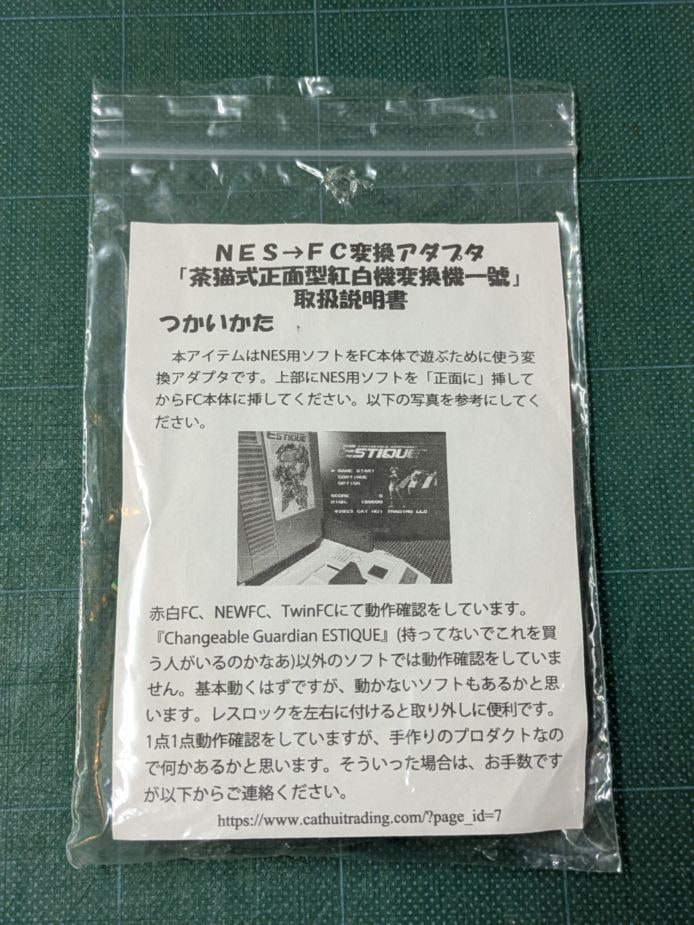 NES→FC変換アダプタ
「茶猫式正面型紅白機変換機一號」
取扱説明書
つかいかた
本アイテムはNES用ソフトをFC本体で遊ぶために使う変
換アダプタです。上部にNES用ソフトを「正面に」挿して
からFC本体に挿してください。以下の写真を参考にしてく
ださい。
ESTIQUE
ESTIQUE
GAME START
CONTINUE
OPTION
SCORE 0
HIGH. 100000
©2023 CAT HUI TRADING LLC
赤白FC、NEWFC、TwinFCにて動作確認をしています。
『Changeable Guardian ESTIQUE』(持ってないでこれを買
う人がいるのかなあ)以外のソフトでは動作確認をしていま
せん。基本動くはずですが、動かないソフトもあるかと思
います。レスロックを左右に付けると取り外しに便利です。
1点1点動作確認をしていますが、手作りのプロダクトなの
で何かあるかと思います。そういった場合は、お手数です
が以下からご連絡ください。
https://www.cathuitrading.com/?page_id=7